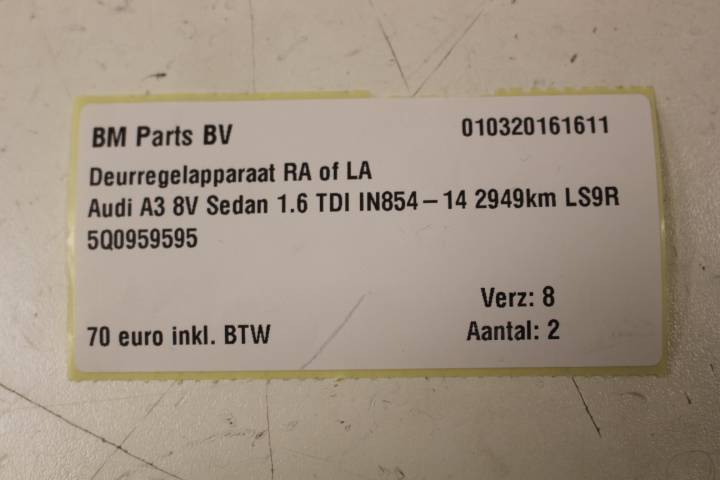 BM Parts BV 010320161611
Deurregelapparaat RA of LA
Audi A3 8V Sedan 1.6 TDI IN854-14 2949km LS9R
5Q0959595
Verz: 8
70 euro inkl. BTW Aantal: 2